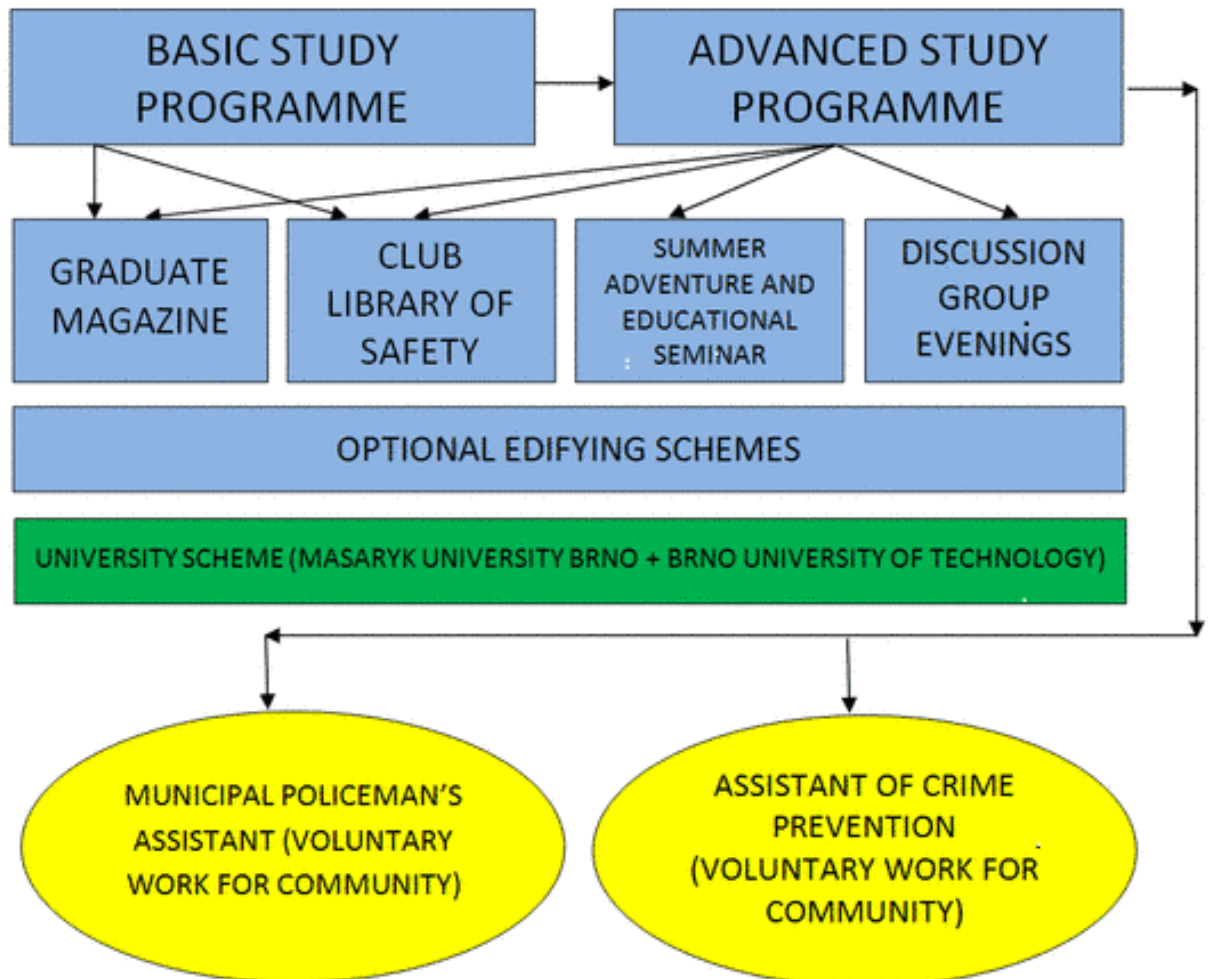 BASIC STUDY
PROGRAMME
ADVANCED STUDY
PROGRAMME
GRADUATE
MAGAZINE
CLUB
LIBRARY OF
SAFETY
SUMMER
ADVENTURE AND
EDUCATIONAL
SEMINAR
DISCUSSION
GROUP
EVENINGS
OPTIONAL EDIFYING SCHEMES
UNIVERSITY SCHEME (MASARYK UNIVERSITY BRNO + BRNO UNIVERSITY OF TECHNOLOGY)
MUNICIPAL POLICEMAN'S
ASSISTANT (VOLUNTARY
WORK FOR COMMUNITY)
ASSISTANT OF CRIME
PREVENTION
(VOLUNTARY WORK FOR
COMMUNITY)